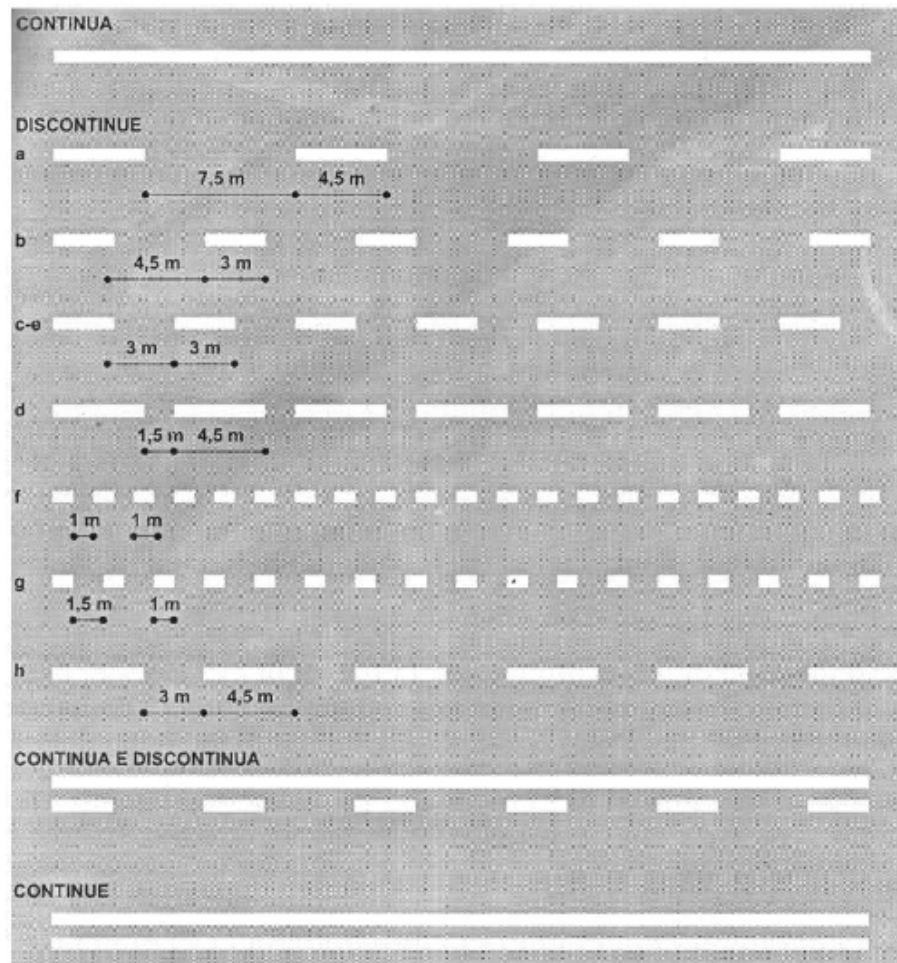 CONTINUA
DISCONTINUE
a
7,5 m 4,5 m
b
4,5 m 3 m
c-e
3 m 3 m
d
1,5 m 4,5 m
f
1 m 1 m
g
1,5 m 1 m
h
3 m 4,5 m
CONTINUA E DISCONTINUA
CONTINUE